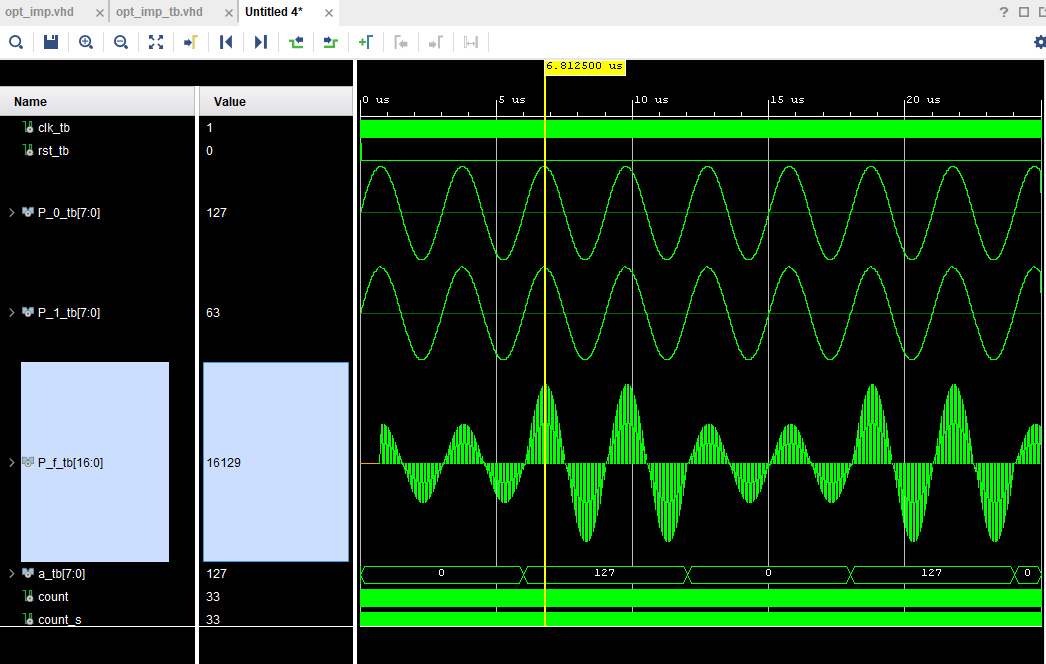 opt_imp.vhd × opt_imp_tb.vhd × Untitled 4* ×
?
6.812500 us
Name Value
0 us 5 us 10 us 15 us 20 us
clk_tb 1
rst_tb 0
P_0_tb[7:0] 127
P_1_tb[7:0] 63
P_f_tb[16:0] 16129
a_tb[7:0] 127 0 127 0 127 0
count 33
count_s 33